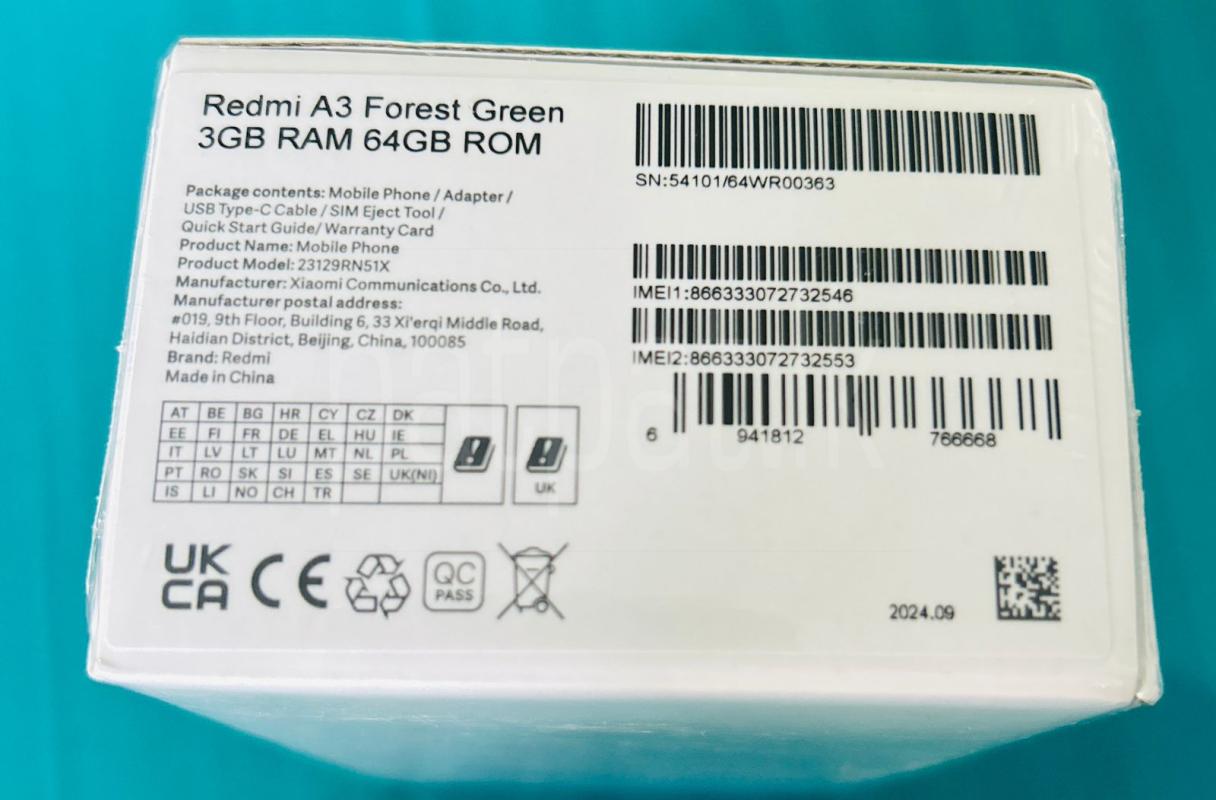 Redmi A3 Forest Green
3GB RAM 64GB ROM
Package contents: Mobile Phone / Adapter /
USB Type-C Cable / SIM Eject Tool /
Quick Start Guide/ Warranty Card
Product Name: Mobile Phone
Product Model: 23129RN51X
Manufacturer: Xiaomi Communications Co., Ltd.
Manufacturer postal address:
#019, 9th Floor, Building 6, 33 Xi'erqi Middle Road,
Haidian District, Beijing, China, 100085
Brand: Redmi
Made in China
AT BE BG HR CY CZ DK
EE FI FR DE EL HU IE
IT LV LT LU MT NL PL
PT RO SK SI ES SE UK(NI)
IS LI NO CH TR
UK
UK
CA
CE
QC
PASS
SN:54101/64WR00363
IMEI1:866333072732546
IMEI2:866333072732553
6 941812 766668
2024.09
patpat.lk